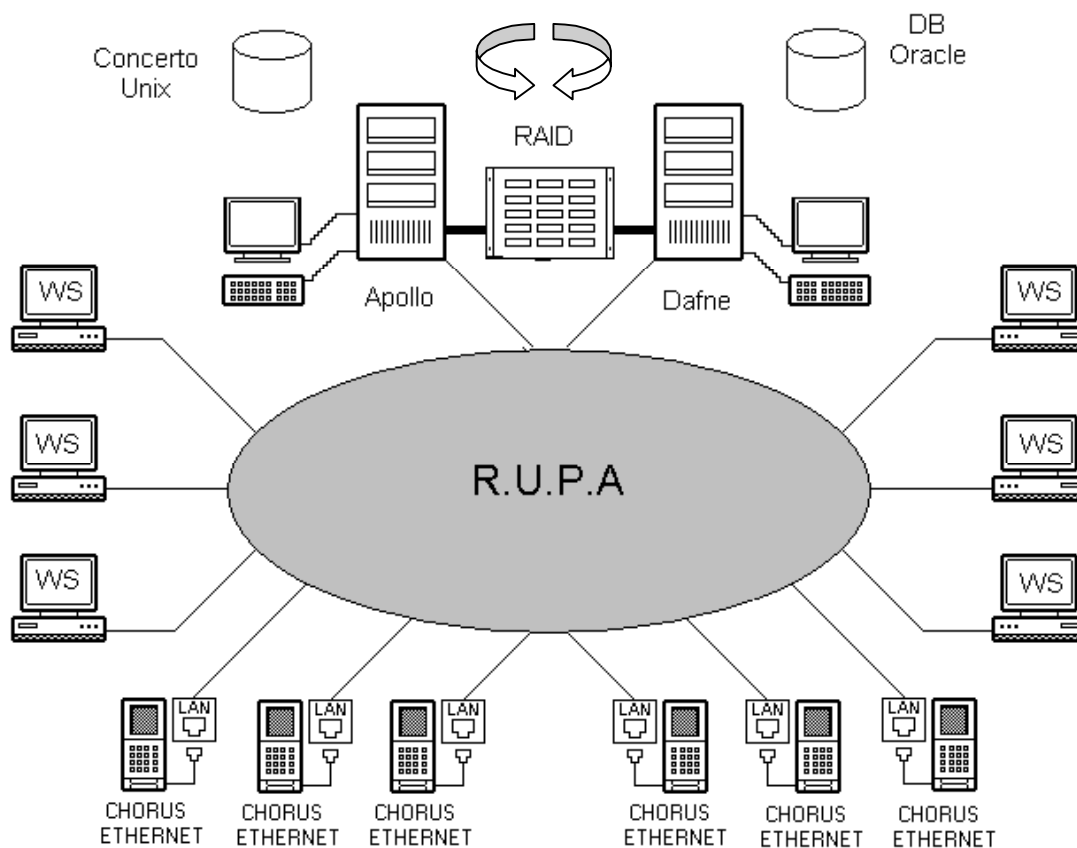 Concerto
Unix
DB
Oracle
RAID
Apollo
Dafne
WS
WS
WS
WS
WS
WS
R.U.P.A
LAN
LAN
LAN
LAN
LAN
LAN
CHORUS
ETHERNET
CHORUS
ETHERNET
CHORUS
ETHERNET
CHORUS
ETHERNET
CHORUS
ETHERNET
CHORUS
ETHERNET